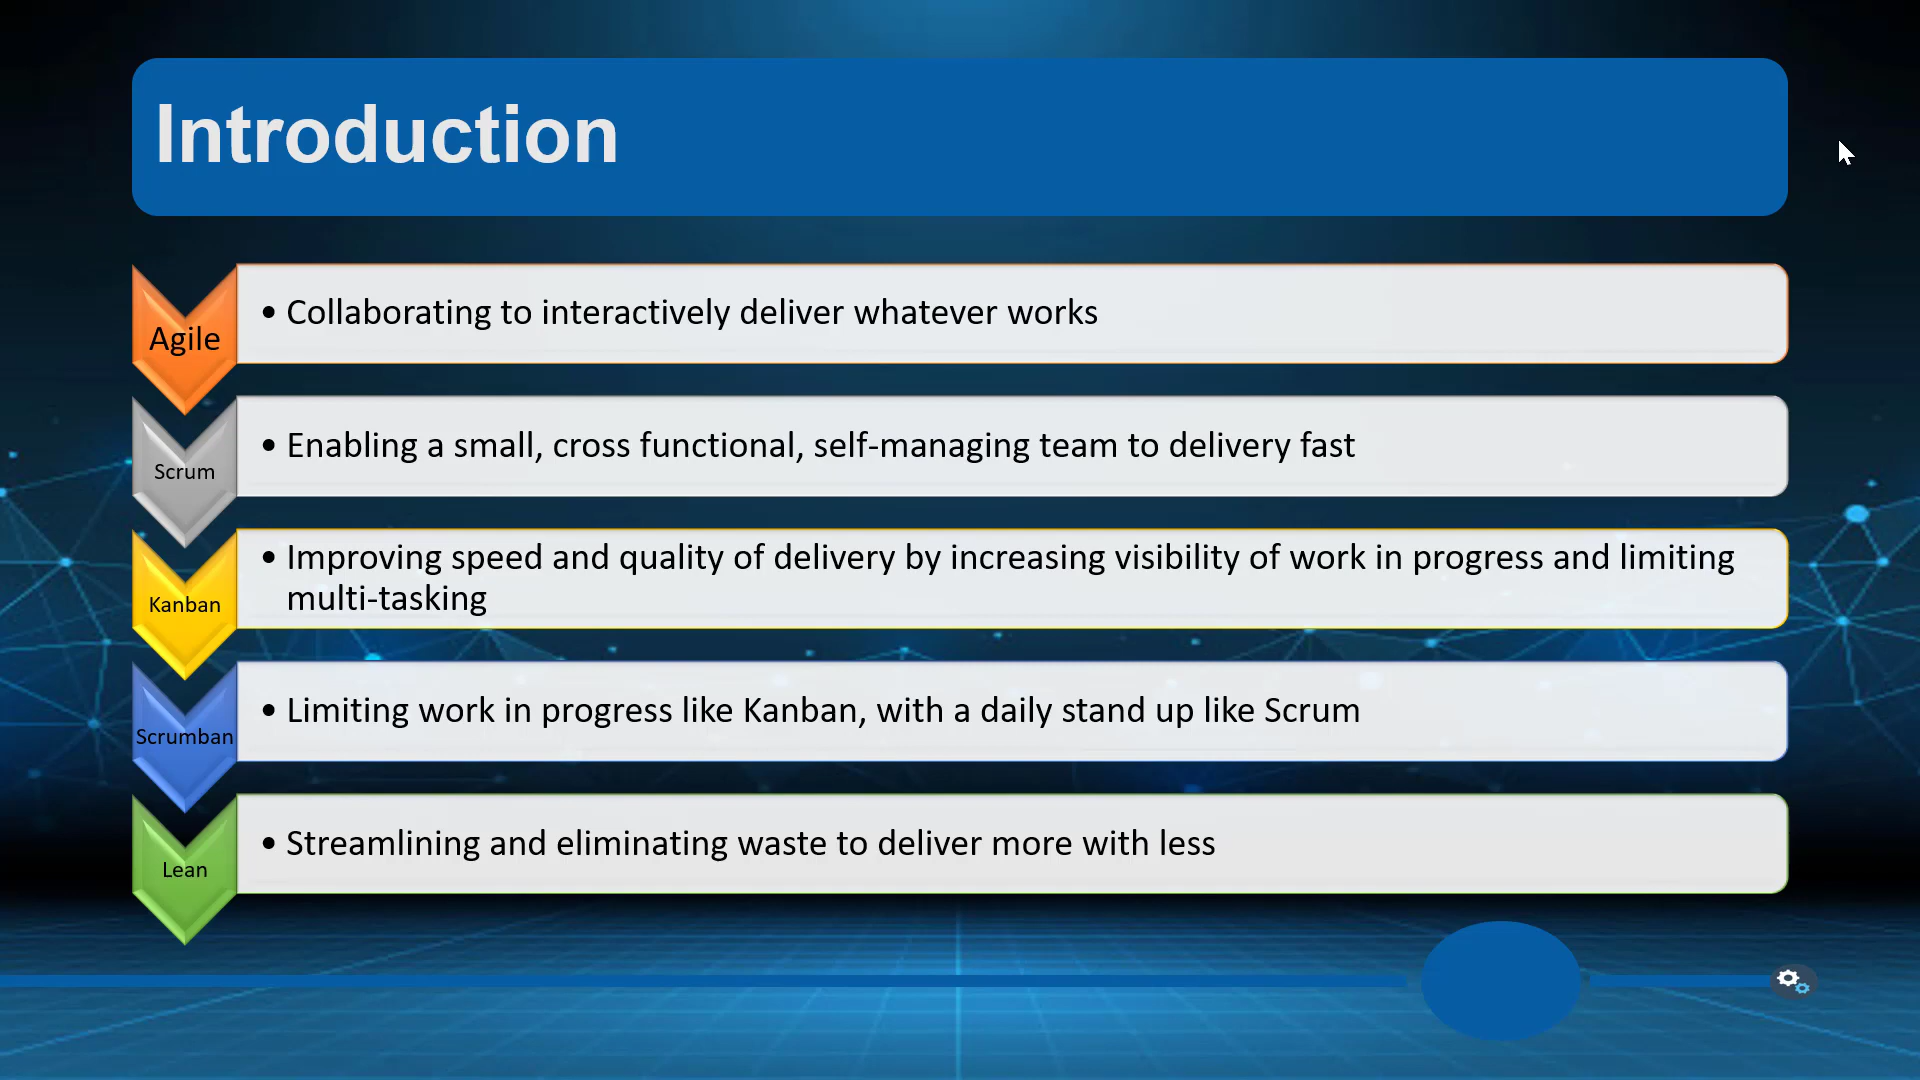 Introduction
Agile
• Collaborating to interactively deliver whatever works
Scrum
• Enabling a small, cross functional, self-managing team to delivery fast
Kanban
• Improving speed and quality of delivery by increasing visibility of work in progress and limiting
multi-tasking
Scrumban
• Limiting work in progress like Kanban, with a daily stand up like Scrum
Lean
• Streamlining and eliminating waste to deliver more with less